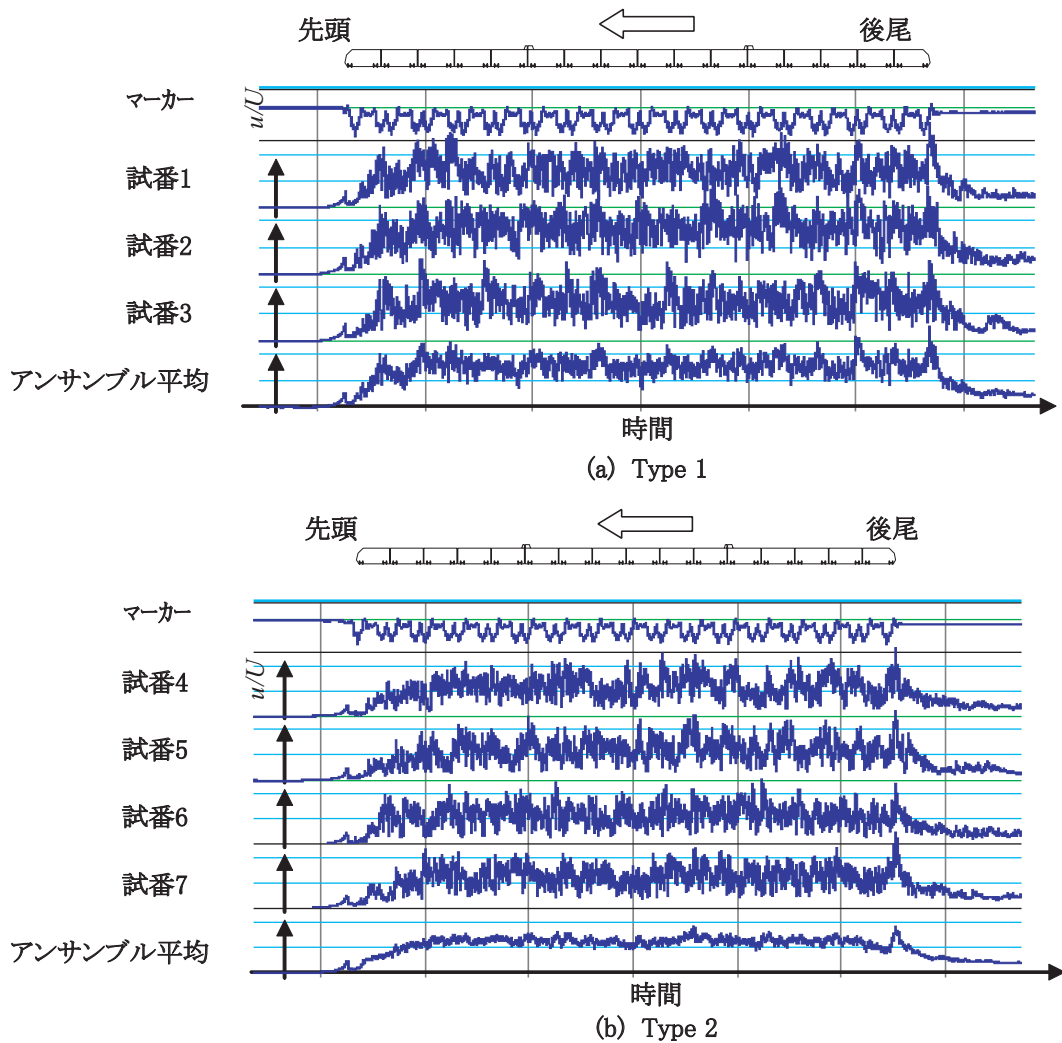 先頭
後尾
マーカー
u/U
試番1
試番2
試番3
アンサンブル平均
時間
(a) Type 1
先頭
後尾
マーカー
u/U
試番4
試番5
試番6
試番7
アンサンブル平均
時間
(b) Type 2